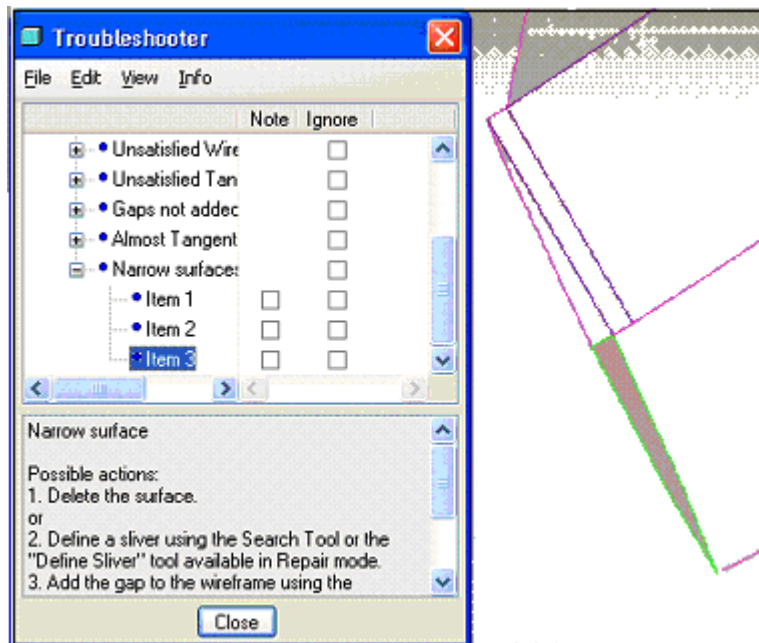 Troubleshooter
File Edit View Info
Note Ignore
Unsatisfied Wire
Unsatisfied Tan
Gaps not added
Almost Tangent
Narrow surfaces
Item 1
Item 2
Item 3
Narrow surface
Possible actions:
1. Delete the surface.
or
2. Define a sliver using the Search Tool or the
"Define Sliver" tool available in Repair mode.
3. Add the gap to the wireframe using the
Close